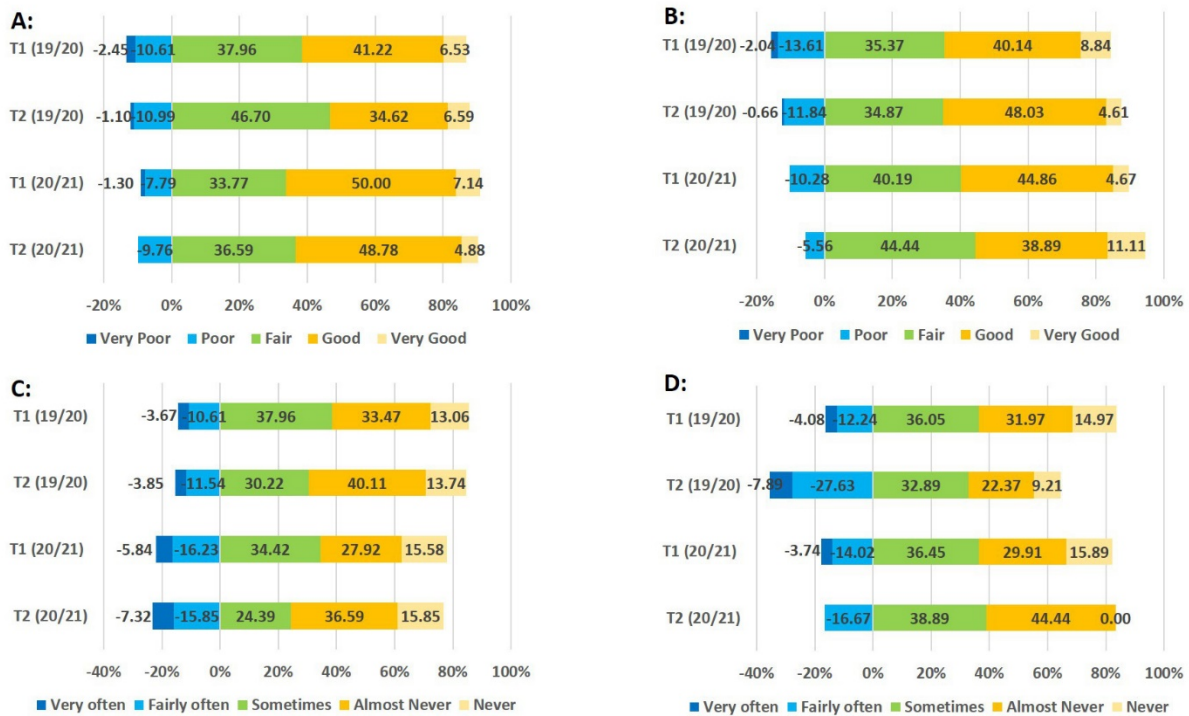 A:
T1 (19/20) -2.45 -10.61 37.96 41.22 6.53
T2 (19/20) -1.10 -10.99 46.70 34.62 6.59
T1 (20/21) -1.30 -7.79 33.77 50.00 7.14
T2 (20/21) -9.76 36.59 48.78 4.88
-20% 0% 20% 40% 60% 80% 100%
Very Poor Poor Fair Good Very Good
B:
T1 (19/20) -2.04 -13.61 35.37 40.14 8.84
T2 (19/20) -0.66 -11.84 34.87 48.03 4.61
T1 (20/21) -10.28 40.19 44.86 4.67
T2 (20/21) -5.56 44.44 38.89 11.11
-20% 0% 20% 40% 60% 80% 100%
Very Poor Poor Fair Good Very Good
C:
T1 (19/20) -3.67 -10.61 37.96 33.47 13.06
T2 (19/20) -3.85 -11.54 30.22 40.11 13.74
T1 (20/21) -5.84 -16.23 34.42 27.92 15.58
T2 (20/21) -7.32 -15.85 24.39 36.59 15.85
-40% -20% 0% 20% 40% 60% 80% 100%
Very often Fairly often Sometimes Almost Never Never
D:
T1 (19/20) -4.08 -12.24 36.05 31.97 14.97
T2 (19/20) -7.89 -27.63 32.89 22.37 9.21
T1 (20/21) -3.74 -14.02 36.45 29.91 15.89
T2 (20/21) -16.67 38.89 44.44 0.00
-40% -20% 0% 20% 40% 60% 80% 100%
Very often Fairly often Sometimes Almost Never Never